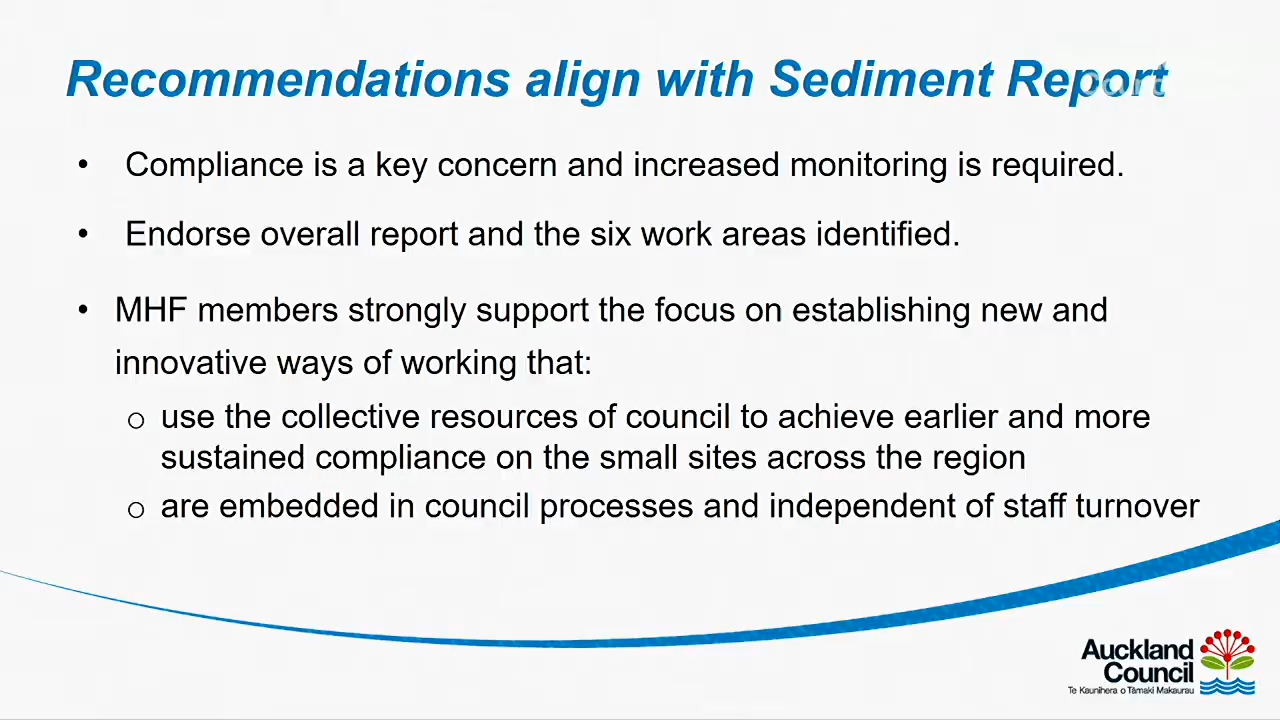 Recommendations align with Sediment Report
• Compliance is a key concern and increased monitoring is required.
• Endorse overall report and the six work areas identified.
• MHF members strongly support the focus on establishing new and
innovative ways of working that:
o use the collective resources of council to achieve earlier and more
sustained compliance on the small sites across the region
o are embedded in council processes and independent of staff turnover
Auckland
Council
Te Kaunihera o Tāmaki Makaurau